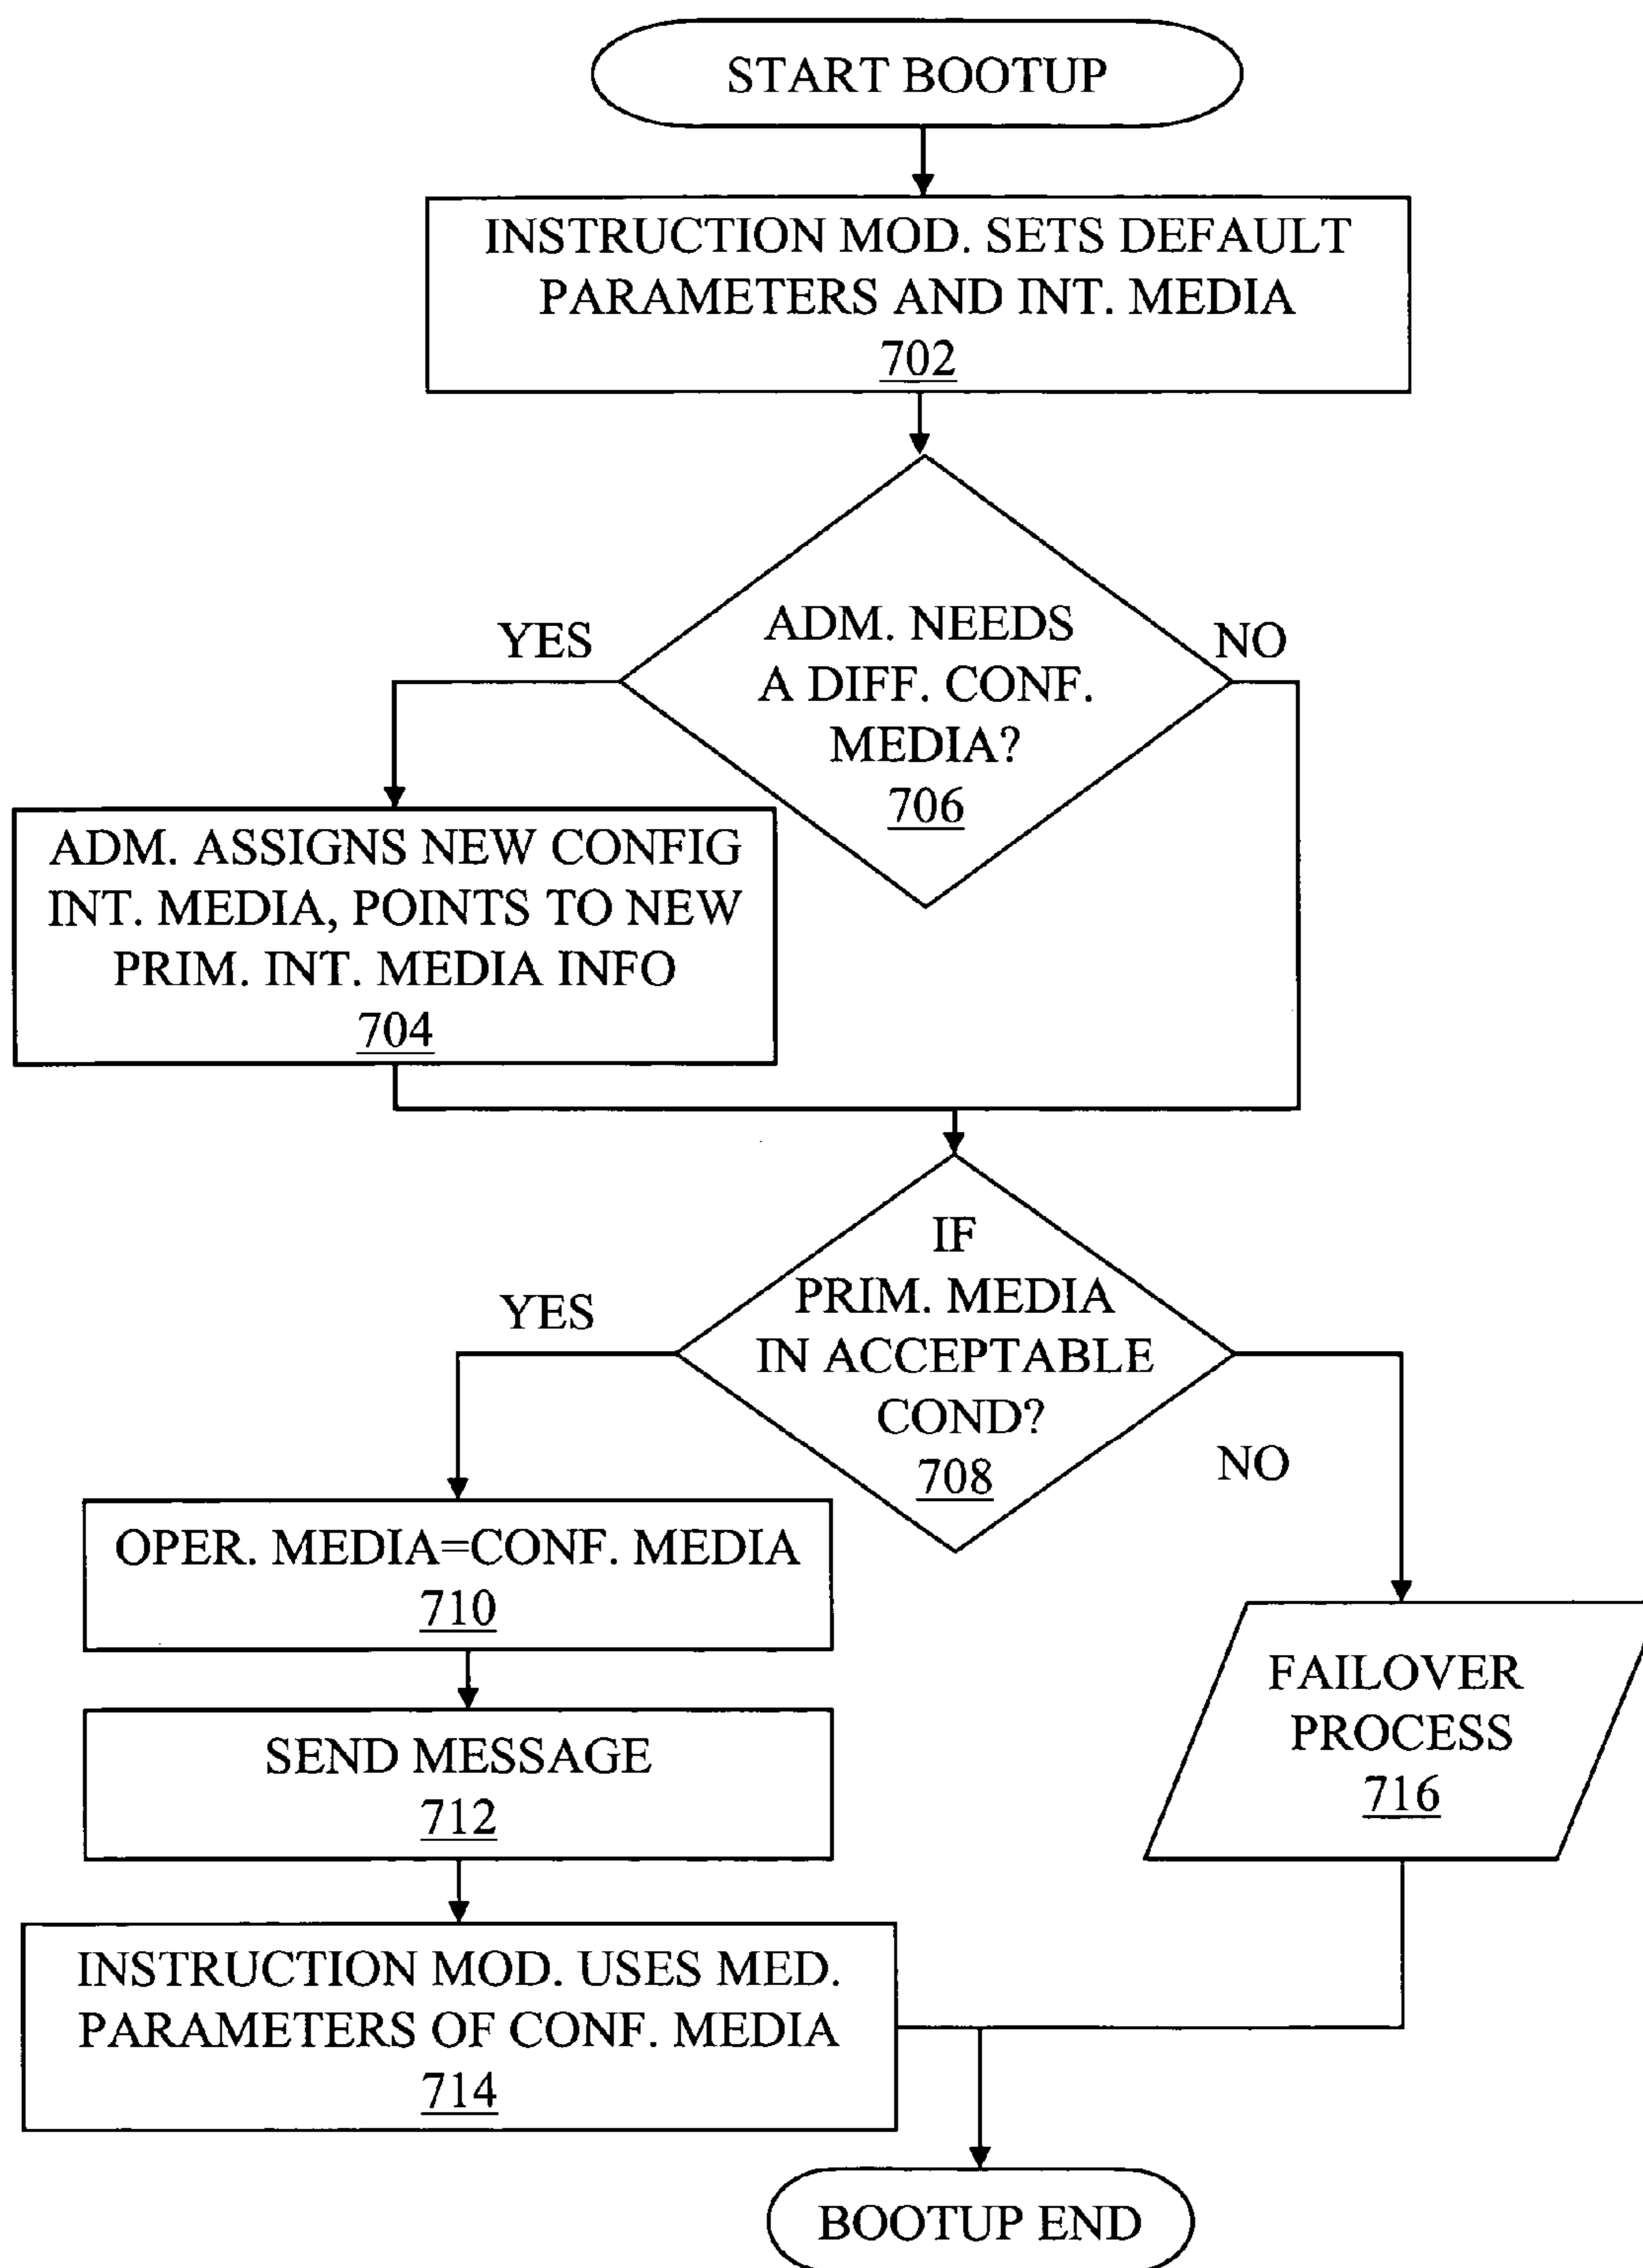 START BOOTUP
INSTRUCTION MOD. SETS DEFAULT
PARAMETERS AND INT. MEDIA
702
YES
ADM. NEEDS
A DIFF. CONF.
MEDIA?
706
NO
ADM. ASSIGNS NEW CONFIG
INT. MEDIA, POINTS TO NEW
PRIM. INT. MEDIA INFO
704
YES
IF
PRIM. MEDIA
IN ACCEPTABLE
COND?
708
NO
OPER. MEDIA=CONF. MEDIA
710
SEND MESSAGE
712
FAILOVER
PROCESS
716
INSTRUCTION MOD. USES MED.
PARAMETERS OF CONF. MEDIA
714
BOOTUP END